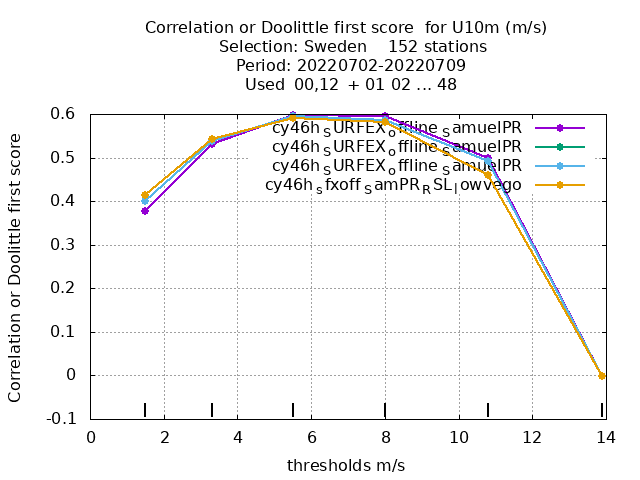 Correlation or Doolittle first score  for U10m (m/s)
Selection: Sweden    152 stations
Period: 20220702-20220709
Used  00,12  + 01 02 ... 48
Correlation or Doolittle first score
0.6
0.5
0.4
0.3
0.2
0.1
0
-0.1
cy46h_SURFEX_offline_samuelPR
cy46h_SURFEX_offline_samuelPR
cy46h_SURFEX_offline_samuelPR
cy46h_sfxoff_samPR_RSL_lowvego
0 2 4 6 8 10 12 14
thresholds m/s